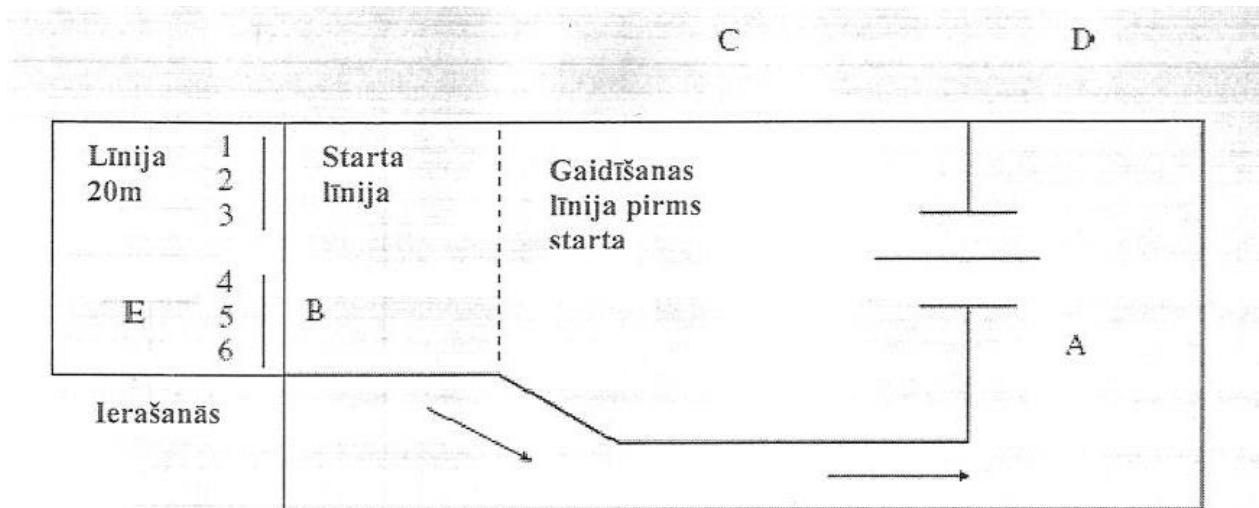 C
D
Līnija
20m
1
2
3
Starta
līnija
Gaidīšanas
līnija pirms
starta
4
5
6
E
B
A
Ierašanās